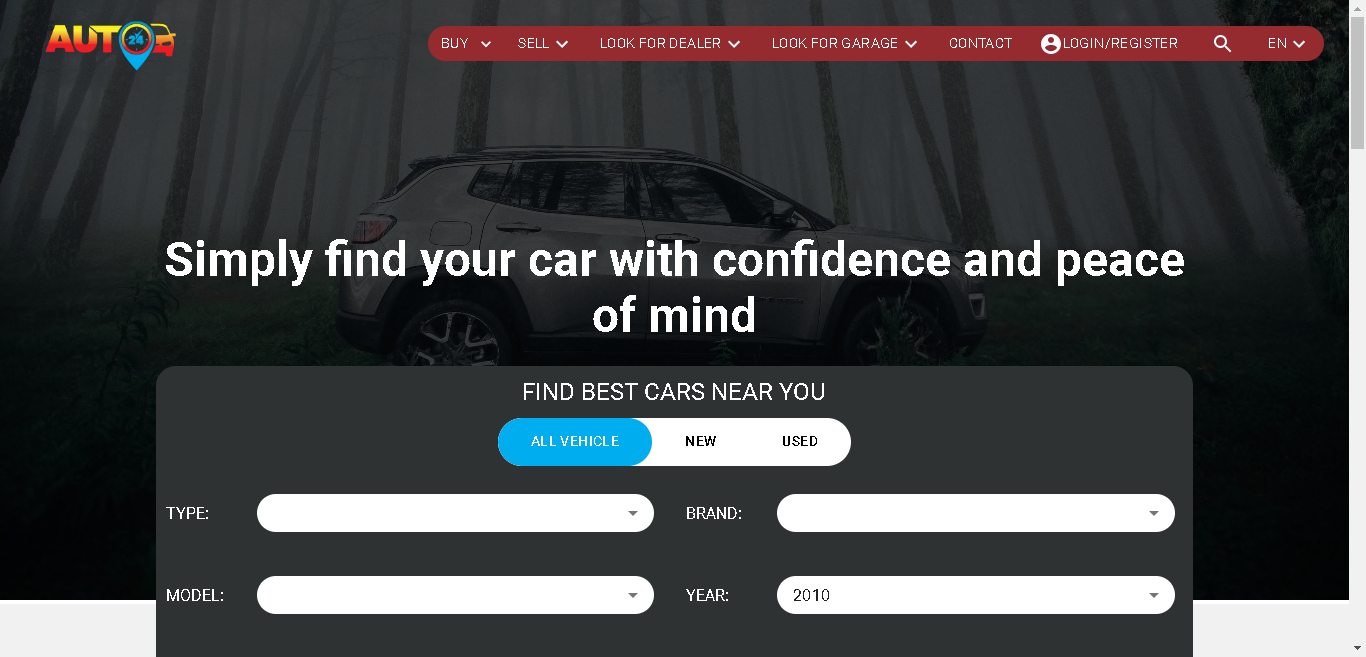 AUTO 24
BUY SELL LOOK FOR DEALER LOOK FOR GARAGE CONTACT LOGIN/REGISTER EN
Simply find your car with confidence and peace
of mind
FIND BEST CARS NEAR YOU
ALL VEHICLE NEW USED
TYPE: BRAND:
MODEL: YEAR: 2010